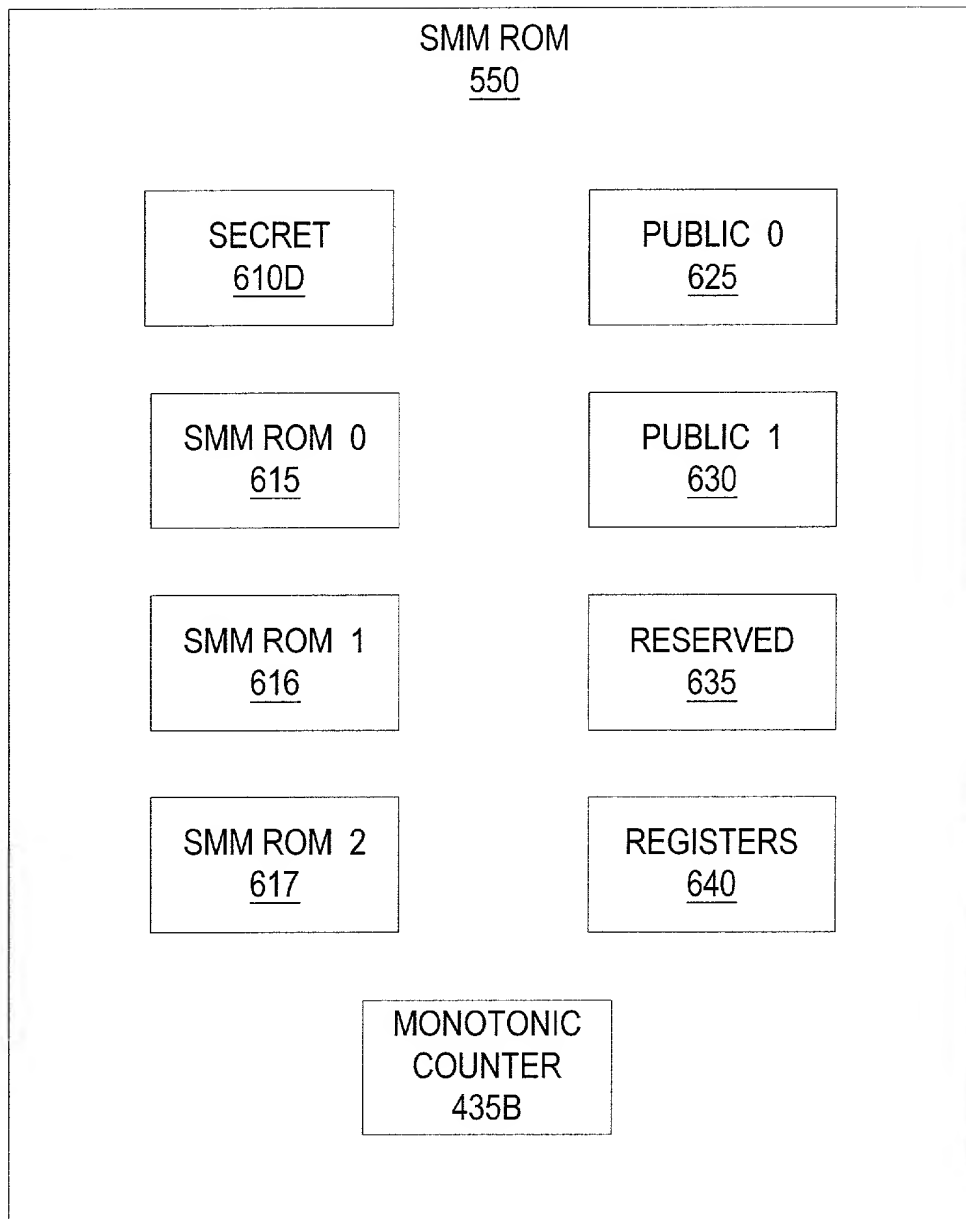 SMM ROM
550
SECRET
610D
PUBLIC 0
625
SMM ROM 0
615
PUBLIC 1
630
SMM ROM 1
616
RESERVED
635
SMM ROM 2
617
REGISTERS
640
MONOTONIC
COUNTER
435B